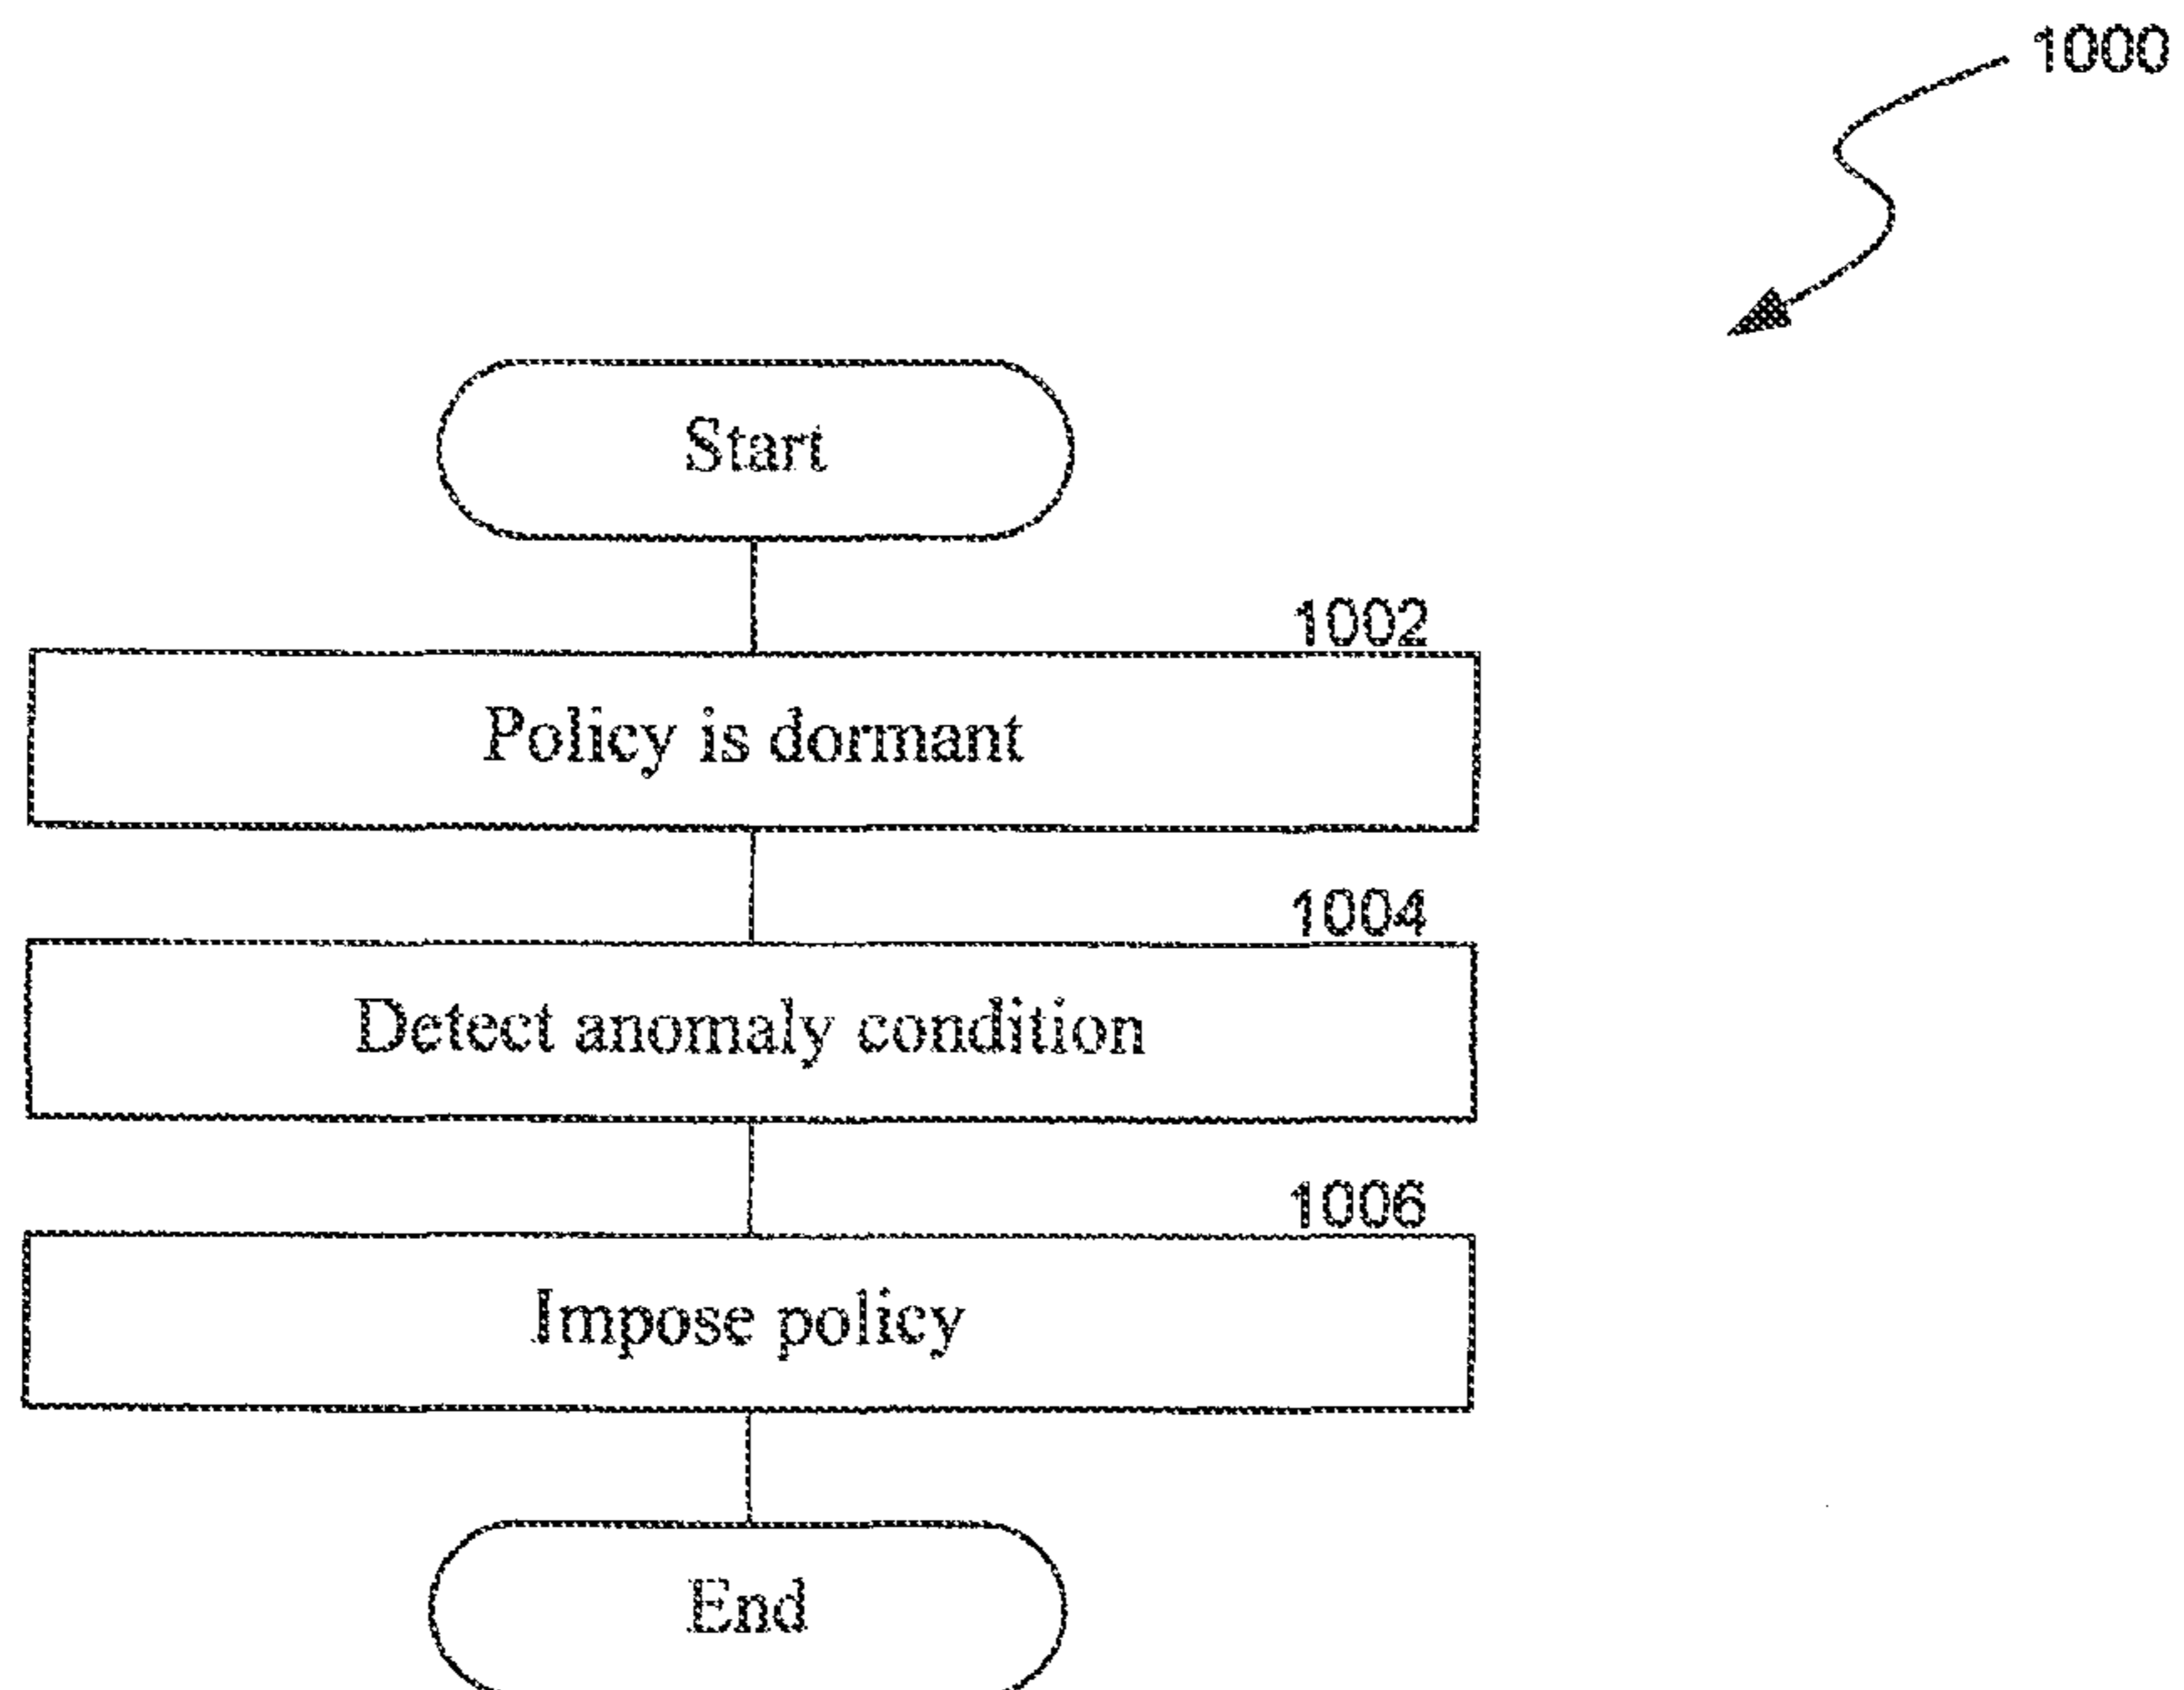 1000
Start
1002
Policy is dormant
1004
Detect anomaly condition
1006
Impose policy
End